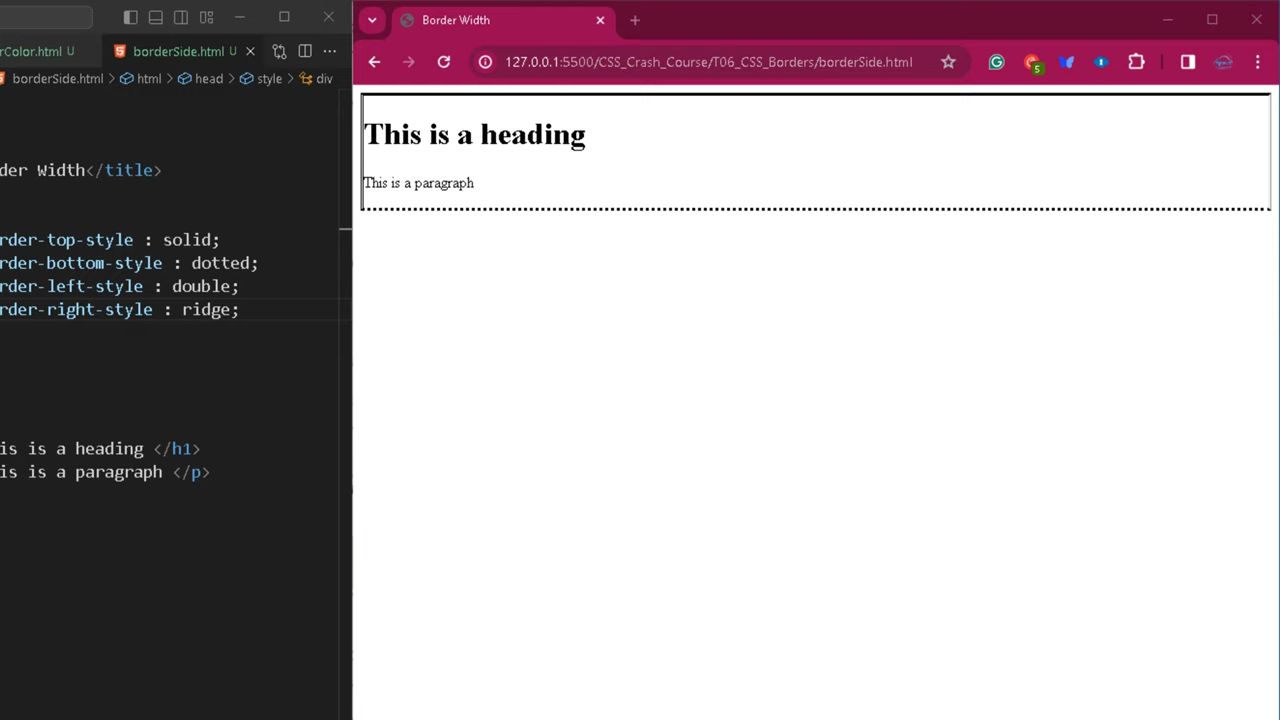 rColor.html U
borderSide.html U
borderSide.html
html
head
style
div
der Width</title>
rder-top-style : solid;
rder-bottom-style : dotted;
rder-left-style : double;
rder-right-style : ridge;
is is a heading </h1>
is is a paragraph </p>
Border Width
127.0.0.1:5500/CSS_Crash_Course/T06_CSS_Borders/borderSide.html
5
This is a heading
This is a paragraph